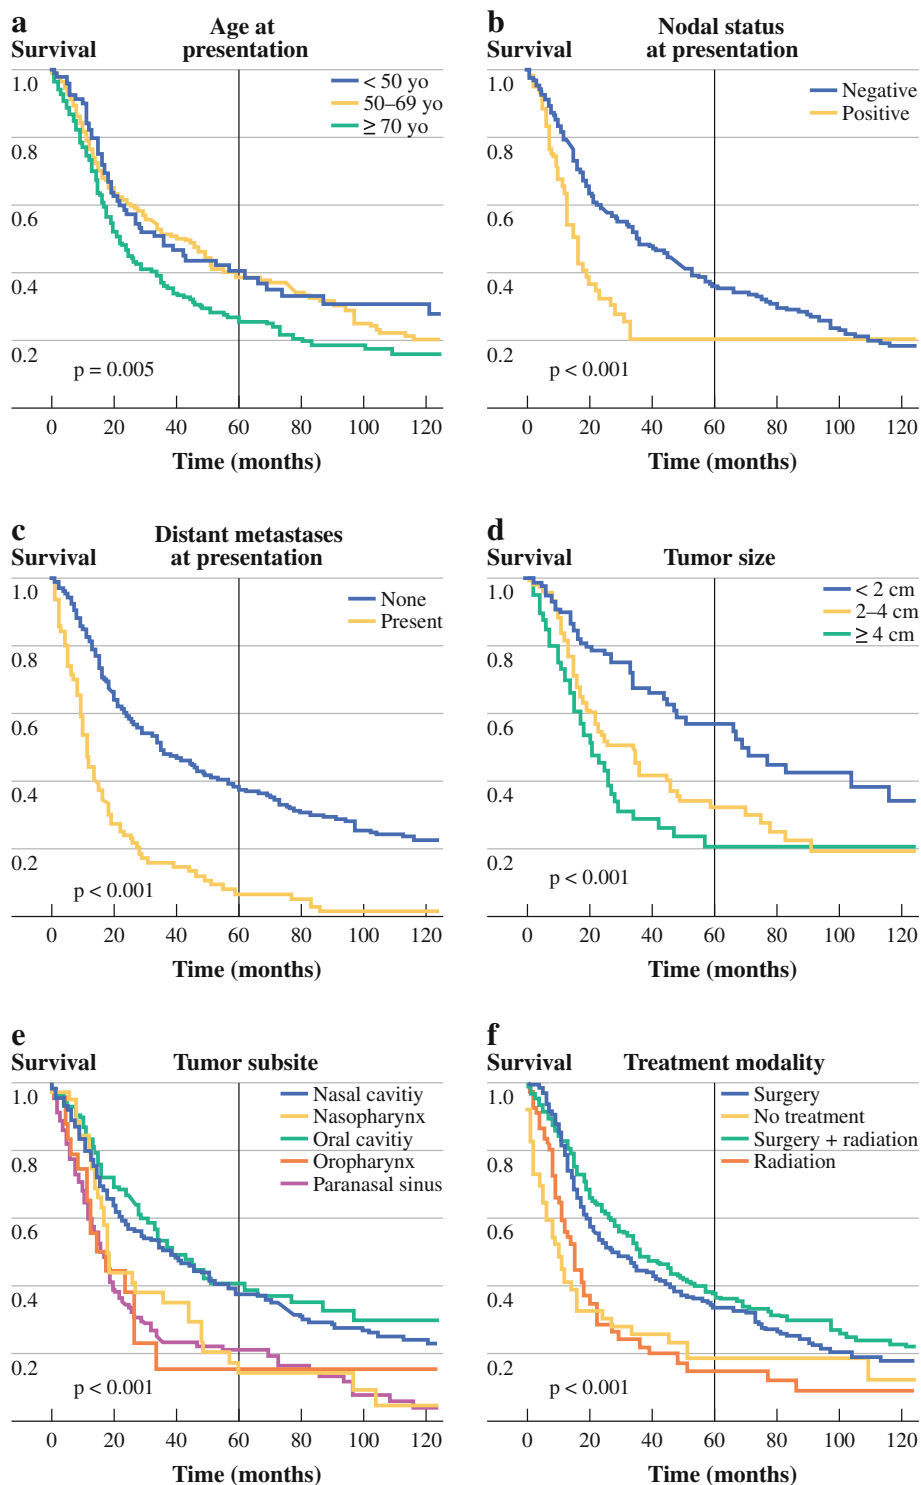 a
Age at
presentation
Survival
1.0
0.8
0.6
0.4
0.2
< 50 yo
50–69 yo
≥ 70 yo
p = 0.005
0 20 40 60 80 100 120
Time (months)
b
Nodal status
at presentation
Survival
1.0
0.8
0.6
0.4
0.2
Negative
Positive
p < 0.001
0 20 40 60 80 100 120
Time (months)
c
Distant metastases
at presentation
Survival
1.0
0.8
0.6
0.4
0.2
None
Present
p < 0.001
0 20 40 60 80 100 120
Time (months)
d
Tumor size
Survival
1.0
0.8
0.6
0.4
0.2
< 2 cm
2–4 cm
≥ 4 cm
p < 0.001
0 20 40 60 80 100 120
Time (months)
e
Tumor subsite
Survival
1.0
0.8
0.6
0.4
0.2
Nasal cavitiy
Nasopharynx
Oral cavitiy
Oropharynx
Paranasal sinus
p < 0.001
0 20 40 60 80 100 120
Time (months)
f
Treatment modality
Survival
1.0
0.8
0.6
0.4
0.2
Surgery
No treatment
Surgery + radiation
Radiation
p < 0.001
0 20 40 60 80 100 120
Time (months)